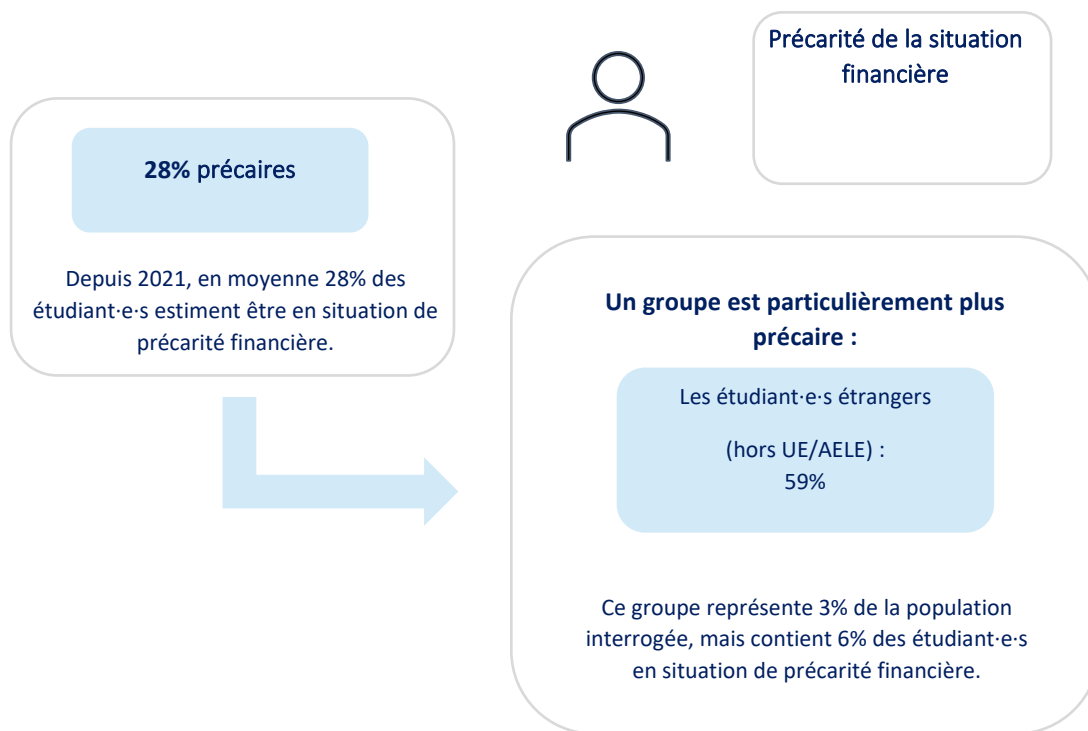 Précarité de la situation
financière
28% précaires
Depuis 2021, en moyenne 28% des
étudiant·e·s estiment être en situation de
précarité financière.
Un groupe est particulièrement plus
précaire :
Les étudiant·e·s étrangers
(hors UE/AELE) :
59%
Ce groupe représente 3% de la population
interrogée, mais contient 6% des étudiant·e·s
en situation de précarité financière.